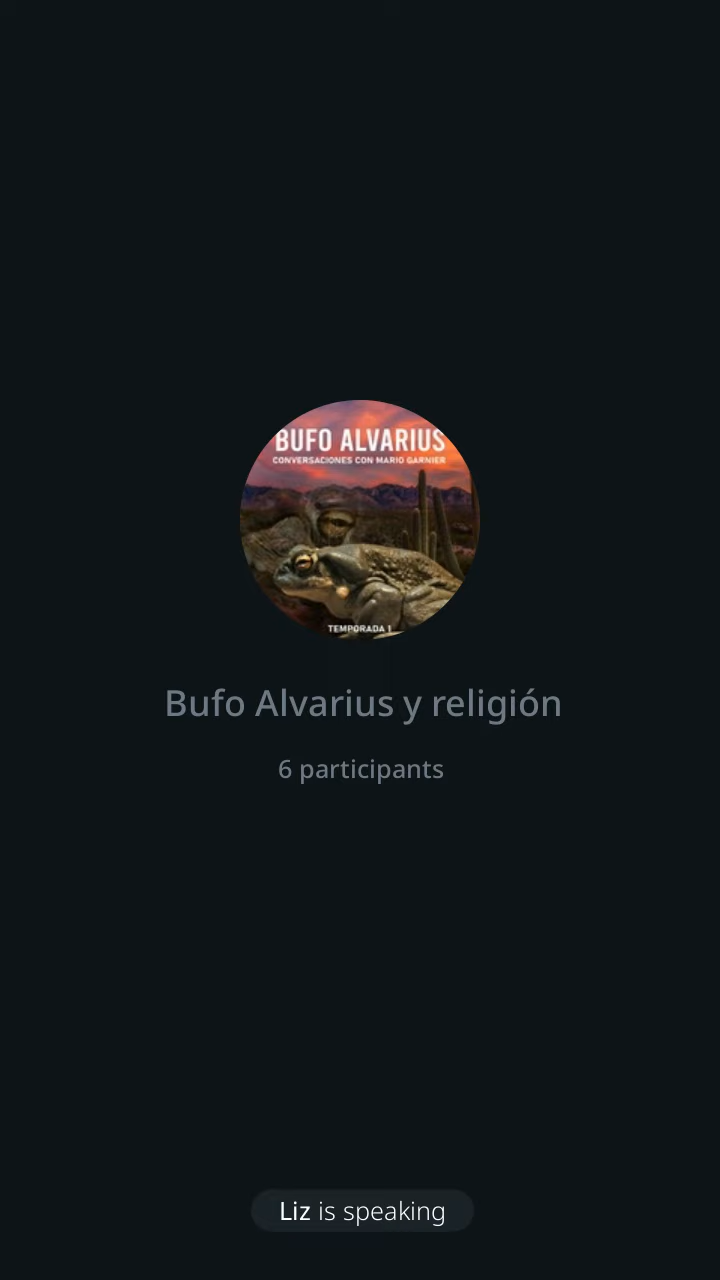 BUFO ALVARIUS
CONVERSACIONES CON MARIO GARNIER
TEMPORADA 1
Bufo Alvarius y religión
6 participants
Liz is speaking